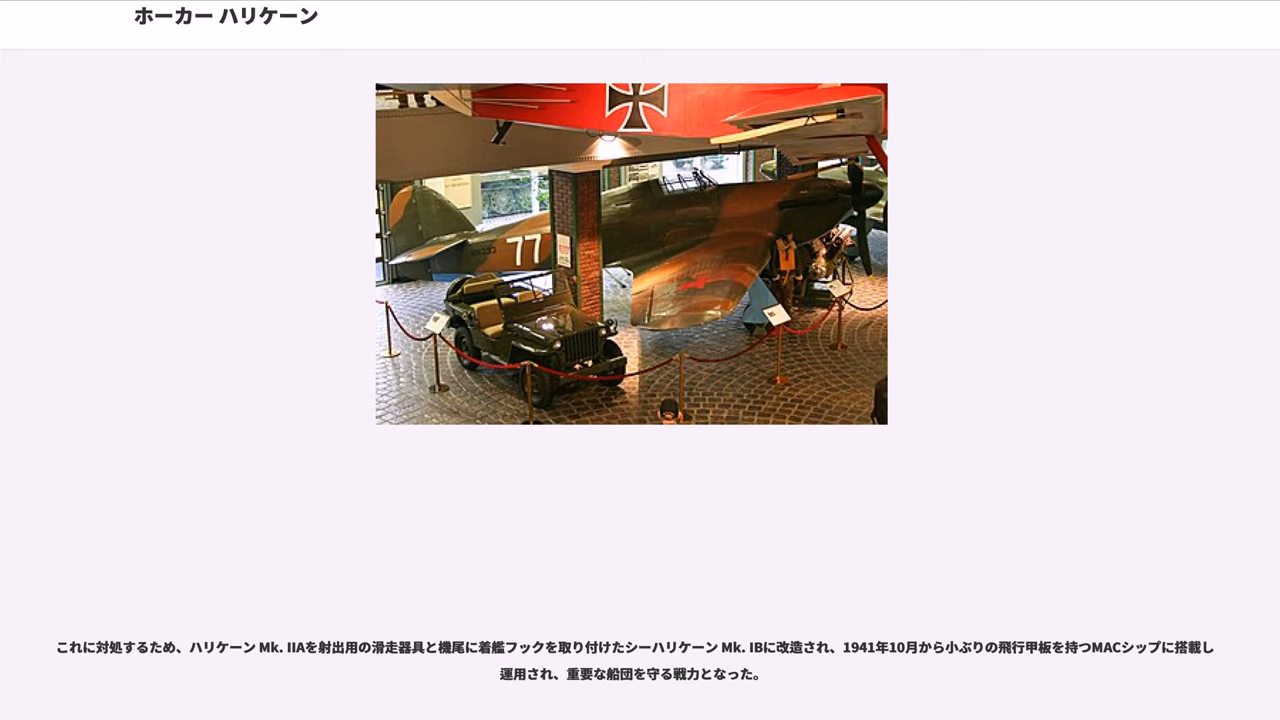 ホーカー ハリケーン
77
これに対処するため、ハリケーン Mk. IIAを射出用の滑走器具と機尾に着艦フックを取り付けたシーハリケーン Mk. IBに改造され、1941年10月から小ぶりの飛行甲板を持つMACシップに搭載し
運用され、重要な船団を守る戦力となった。